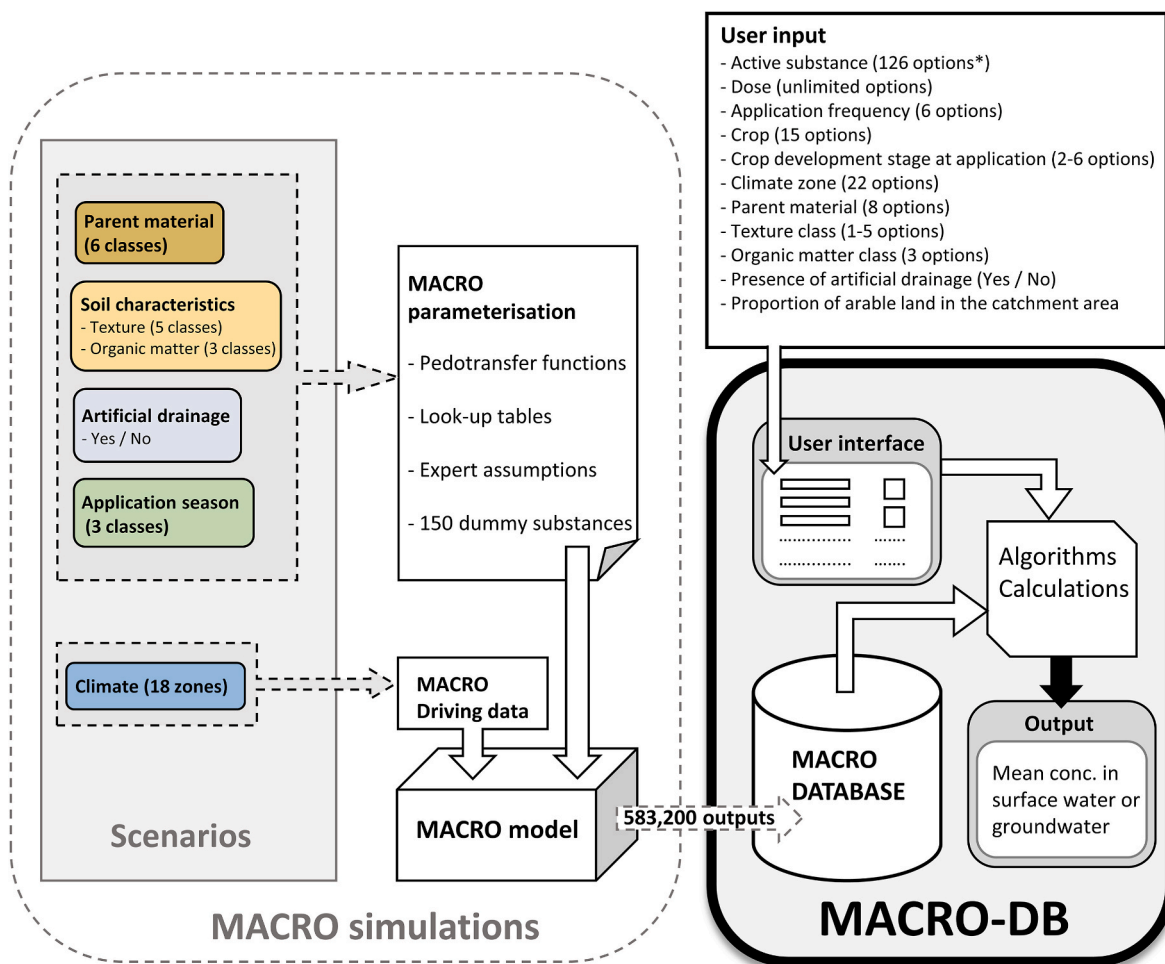 Parent material
(6 classes)
Soil characteristics
- Texture (5 classes)
- Organic matter (3 classes)
Artificial drainage
- Yes / No
Application season
(3 classes)
Climate (18 zones)
Scenarios
MACRO
parameterisation
- Pedotransfer functions
- Look-up tables
- Expert assumptions
- 150 dummy substances
MACRO
Driving data
MACRO model
583,200 outputs
MACRO simulations
User input
- Active substance (126 options*)
- Dose (unlimited options)
- Application frequency (6 options)
- Crop (15 options)
- Crop development stage at application (2-6 options)
- Climate zone (22 options)
- Parent material (8 options)
- Texture class (1-5 options)
- Organic matter class (3 options)
- Presence of artificial drainage (Yes / No)
- Proportion of arable land in the catchment area
User interface
Algorithms
Calculations
MACRO
DATABASE
Output
Mean conc. in
surface water or
groundwater
MACRO-DB